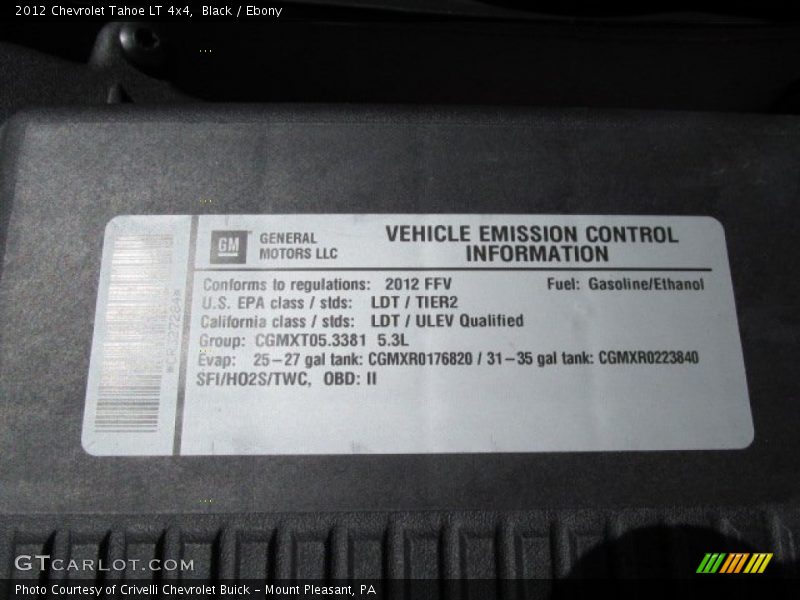 2012 Chevrolet Tahoe LT 4x4, Black / Ebony
GM GENERAL MOTORS LLC
VEHICLE EMISSION CONTROL
INFORMATION
Conforms to regulations: 2012 FFV Fuel: Gasoline/Ethanol
U.S. EPA class / stds: LDT / TIER2
California class / stds: LDT / ULEV Qualified
Group: CGMXT05.3381 5.3L
Evap: 25-27 gal tank: CGMXR0176820 / 31-35 gal tank: CGMXR0223840
SFI/HO2S/TWC, OBD: II
GTCARLOT.COM
Photo Courtesy of Crivelli Chevrolet Buick - Mount Pleasant, PA